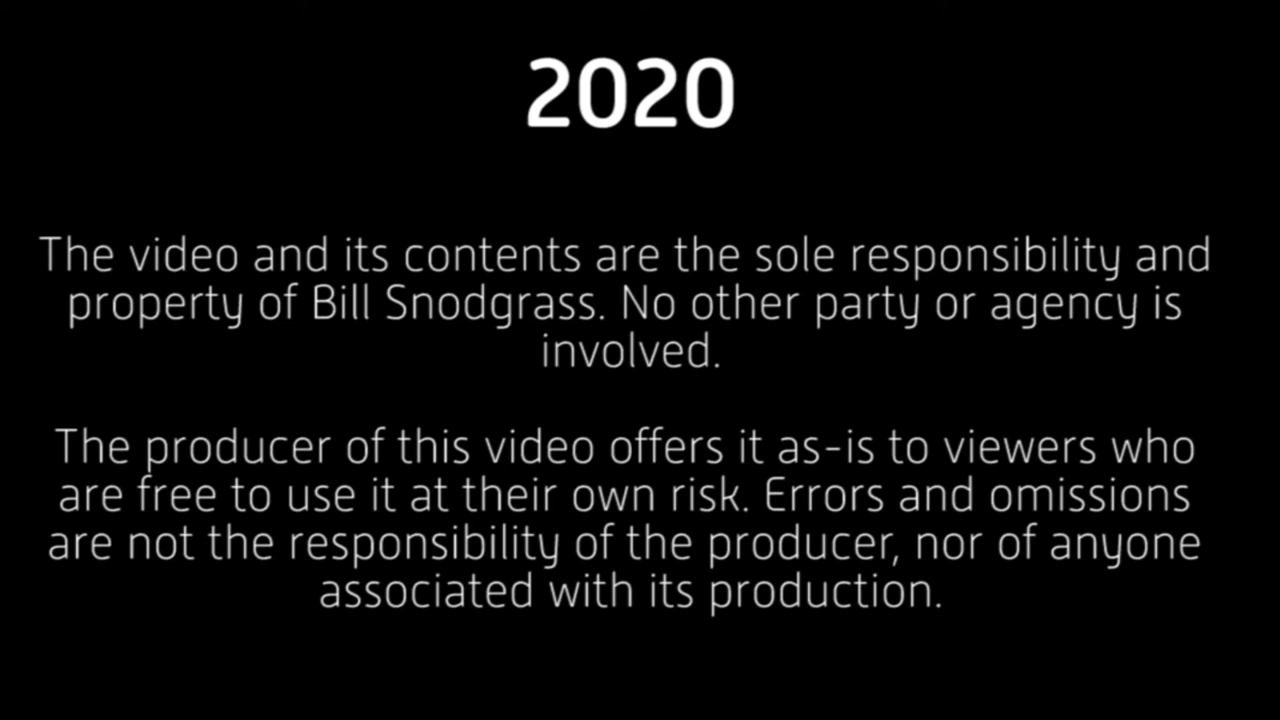 2020
The video and its contents are the sole responsibility and
property of Bill Snodgrass. No other party or agency is
involved.
The producer of this video offers it as-is to viewers who
are free to use it at their own risk. Errors and omissions
are not the responsibility of the producer, nor of anyone
associated with its production.